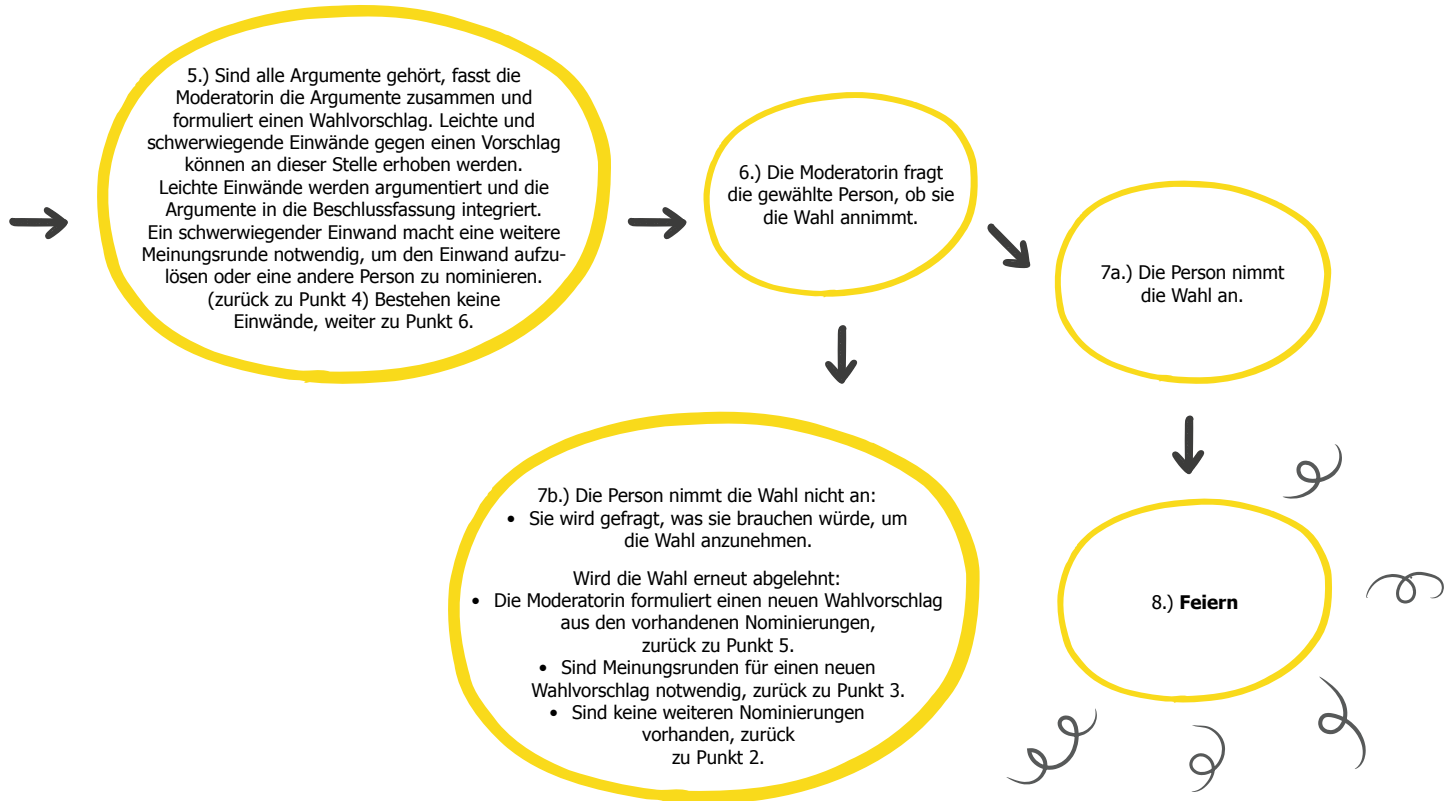 5.) Sind alle Argumente gehört, fasst die
Moderatorin die Argumente zusammen und
formuliert einen Wahlvorschlag. Leichte und
schwerwiegende Einwände gegen einen Vorschlag
können an dieser Stelle erhoben werden.
Leichte Einwände werden argumentiert und die
Argumente in die Beschlussfassung integriert.
Ein schwerwiegender Einwand macht eine weitere
Meinungsrunde notwendig, um den Einwand aufzu-
lösen oder eine andere Person zu nominieren.
(zurück zu Punkt 4) Bestehen keine
Einwände, weiter zu Punkt 6.
6.) Die Moderatorin fragt
die gewählte Person, ob sie
die Wahl annimmt.
7a.) Die Person nimmt
die Wahl an.
7b.) Die Person nimmt die Wahl nicht an:
• Sie wird gefragt, was sie brauchen würde, um
die Wahl anzunehmen.
Wird die Wahl erneut abgelehnt:
• Die Moderatorin formuliert einen neuen Wahlvorschlag
aus den vorhandenen Nominierungen,
zurück zu Punkt 5.
• Sind Meinungsrunden für einen neuen
Wahlvorschlag notwendig, zurück zu Punkt 3.
• Sind keine weiteren Nominierungen
vorhanden, zurück
zu Punkt 2.
8.) Feiern